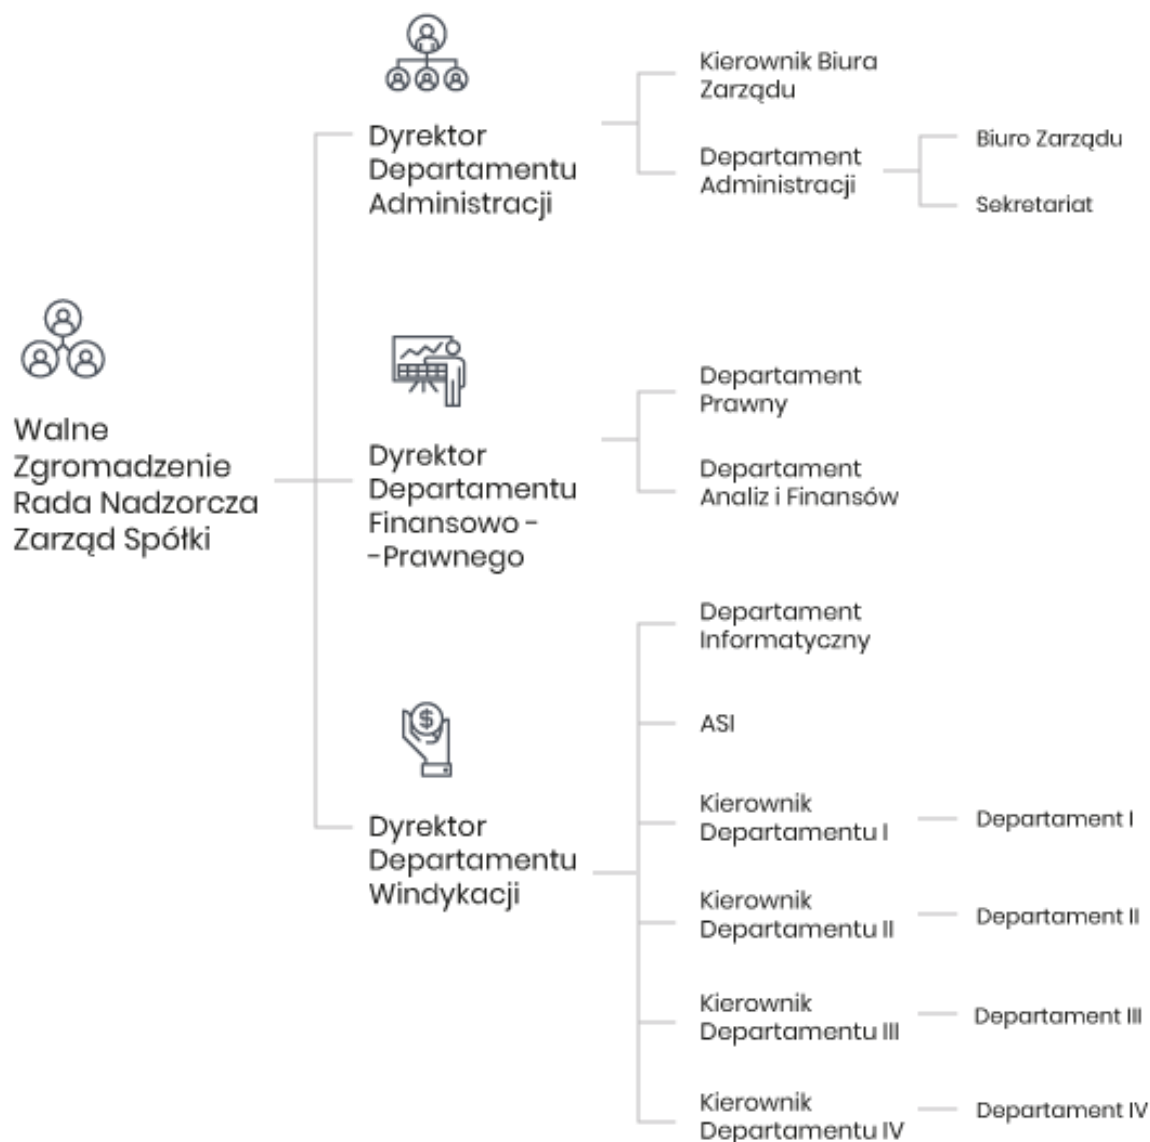 Walne
Zgromadzenie
Rada Nadzorcza
Zarząd Spółki
Dyrektor
Departamentu
Administracji
Kierownik Biura
Zarządu
Departament
Administracji
Biuro Zarządu
Sekretariat
Dyrektor
Departamentu
Finansowo -
-Prawnego
Departament
Prawny
Departament
Analiz i Finansów
Dyrektor
Departamentu
Windykacji
Departament
Informatyczny
ASI
Kierownik
Departamentu I
Departament I
Kierownik
Departamentu II
Departament II
Kierownik
Departamentu III
Departament III
Kierownik
Departamentu IV
Departament IV
$